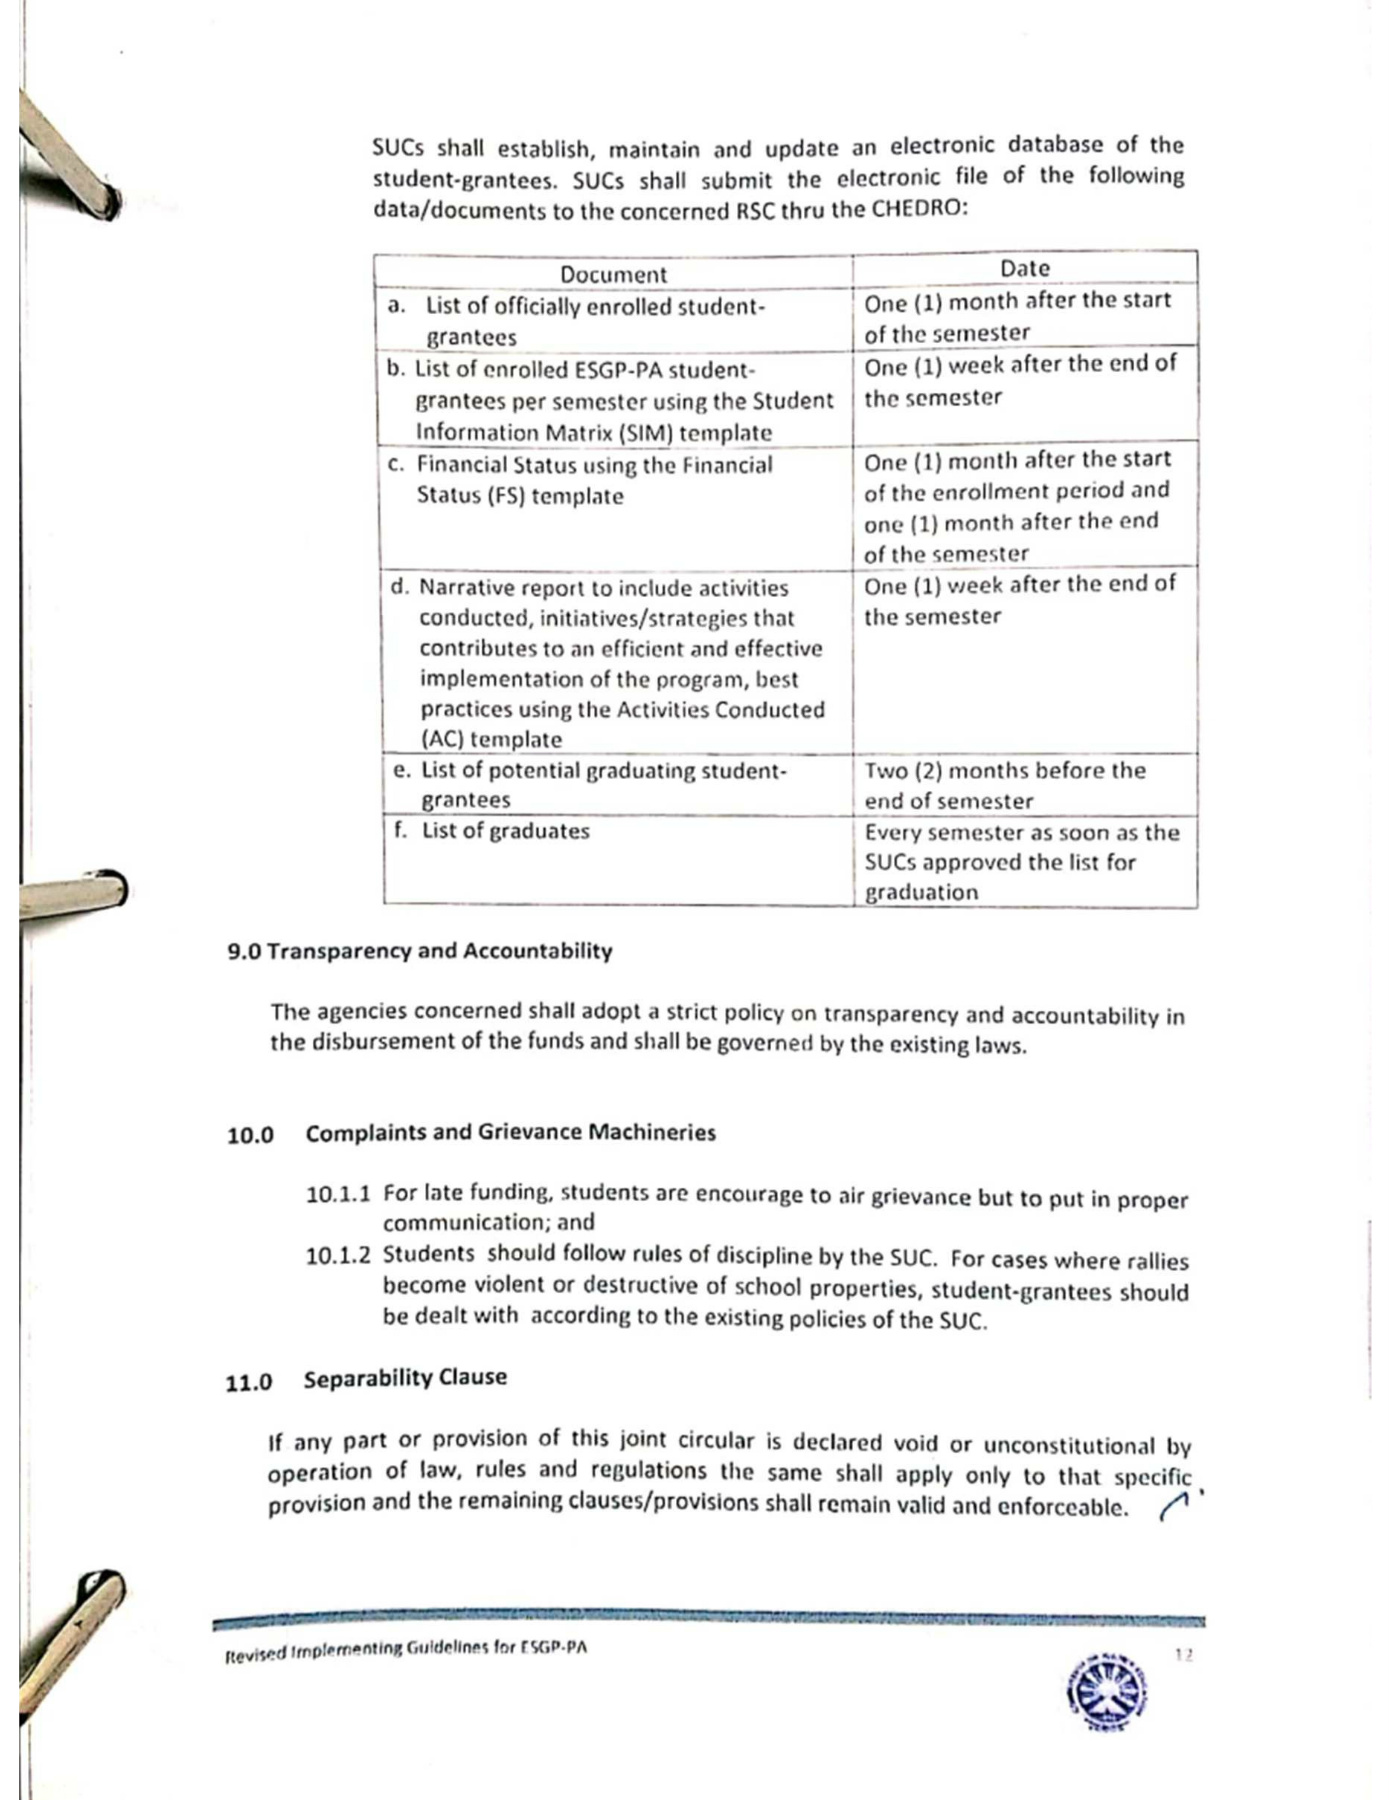 SUCs shall establish, maintain and update an electronic database of the
student-grantees. SUCs shall submit the electronic file of the following
data/documents to the concerned RSC thru the CHEDRO:
Document
Date
a. List of officially enrolled student-
grantees
One (1) month after the start
of the semester
b. List of enrolled ESGP-PA student-
grantees per semester using the Student
Information Matrix (SIM) template
One (1) week after the end of
the semester
c. Financial Status using the Financial
Status (FS) template
One (1) month after the start
of the enrollment period and
one (1) month after the end
of the semester
d. Narrative report to include activities
conducted, initiatives/strategies that
contributes to an efficient and effective
implementation of the program, best
practices using the Activities Conducted
(AC) template
One (1) week after the end of
the semester
e. List of potential graduating student-
grantees
Two (2) months before the
end of semester
f. List of graduates
Every semester as soon as the
SUCs approved the list for
graduation
9.0 Transparency and Accountability
The agencies concerned shall adopt a strict policy on transparency and accountability in
the disbursement of the funds and shall be governed by the existing laws.
10.0 Complaints and Grievance Machineries
10.1.1 For late funding, students are encourage to air grievance but to put in proper
communication; and
10.1.2 Students should follow rules of discipline by the SUC. For cases where rallies
become violent or destructive of school properties, student-grantees should
be dealt with according to the existing policies of the SUC.
11.0 Separability Clause
If any part or provision of this joint circular is declared void or unconstitutional by
operation of law, rules and regulations the same shall apply only to that specific
provision and the remaining clauses/provisions shall remain valid and enforceable.
Revised Implementing Guidelines for ESGP-PA
12